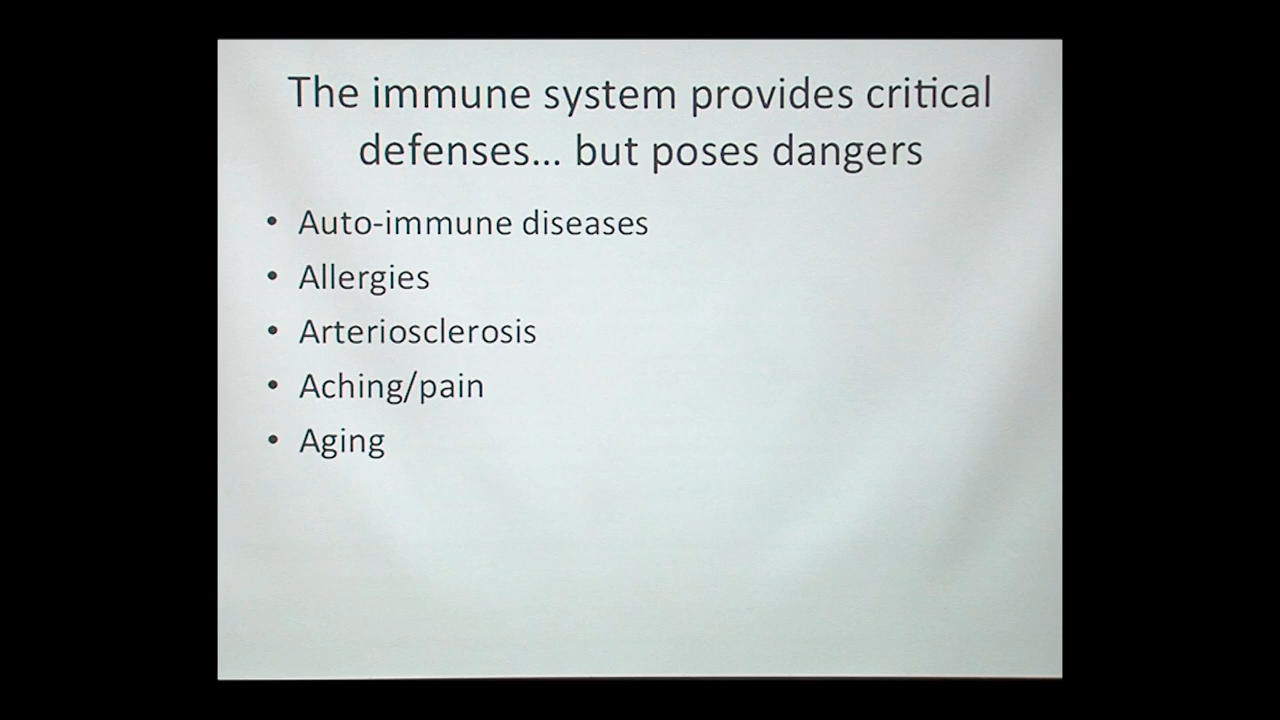 The immune system provides critical
defenses... but poses dangers
• Auto-immune diseases
• Allergies
• Arteriosclerosis
• Aching/pain
• Aging